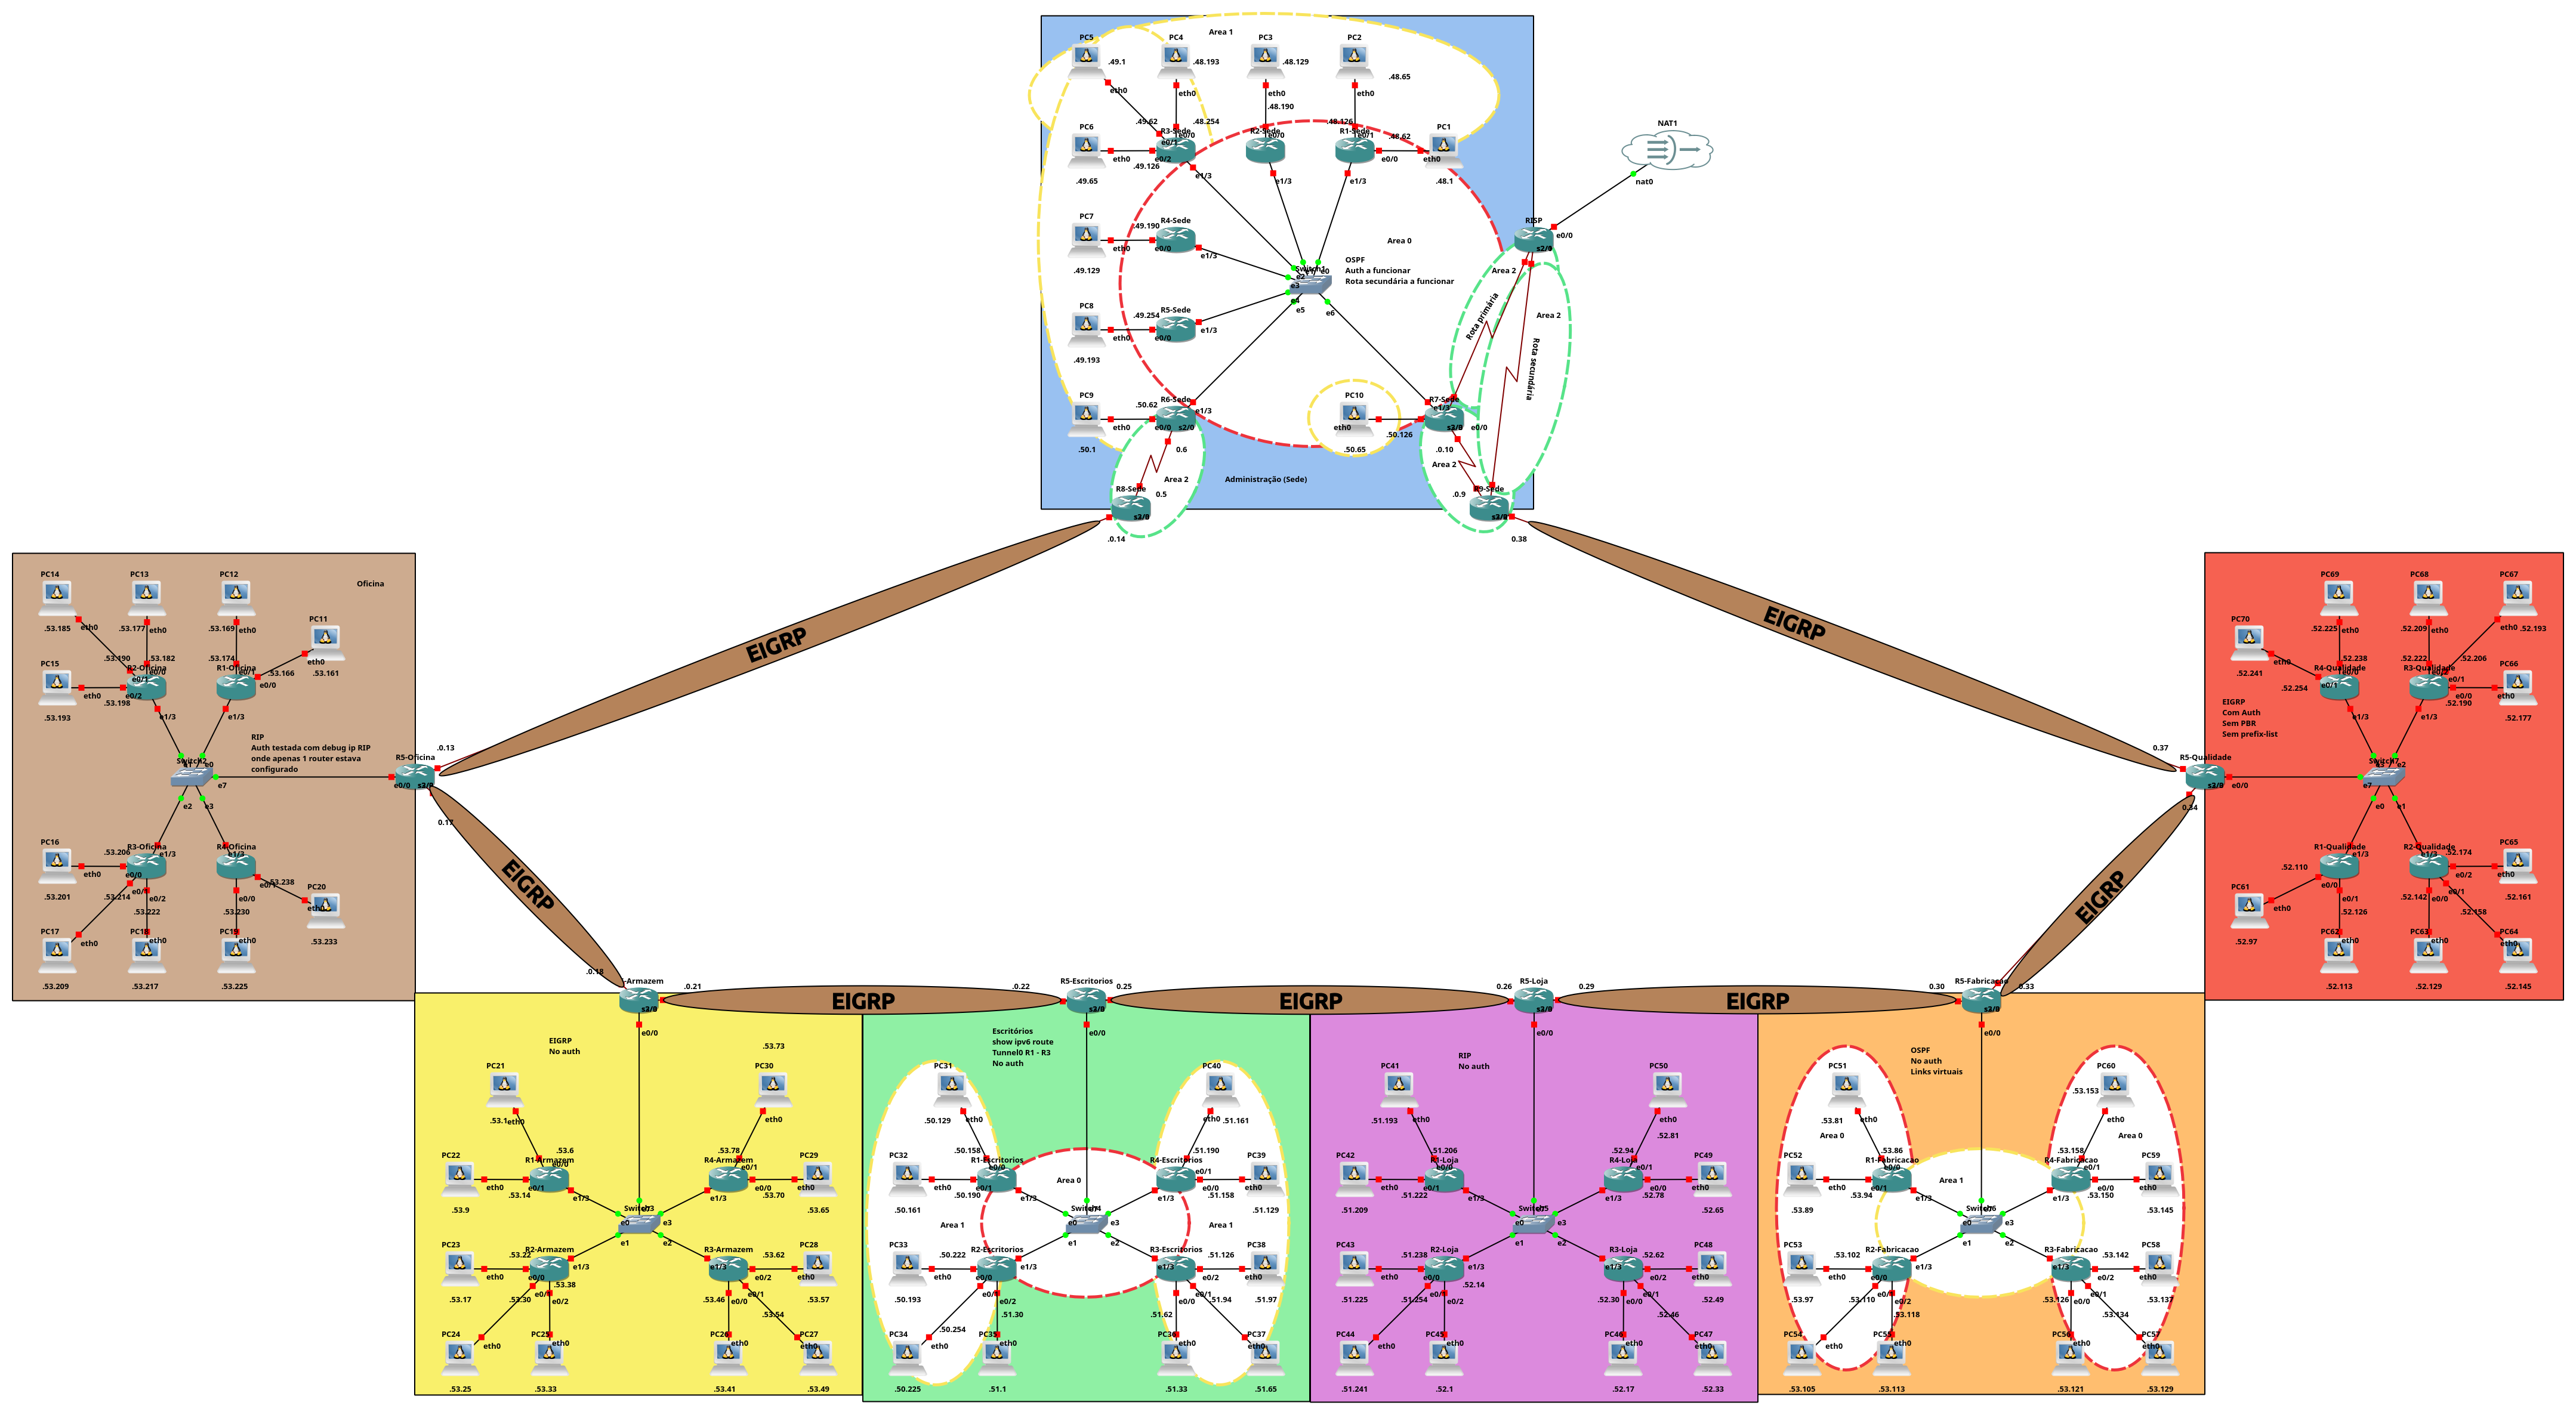 Area 1
PC5
PC4
PC3
PC2
.49.1
.48.193
.48.129
.48.65
eth0
eth0
eth0
eth0
.48.190
.49.62
.48.254
.48.126
PC6
R3-Sede
R2-Sede
R1-Sede
.48.62
PC1
e0/0
e0/1
e0/0
e0/1
eth0
e0/2
e0/0
eth0
.49.126
.49.65
e1/3
e1/3
e1/3
.48.1
NAT1
nat0
PC7
R4-Sede
.49.190
eth0
e0/0
e1/3
.49.129
Area 0
RISP
e0/0
OSPF
Auth a funcionar
Rota secundária a funcionar
Switch1
e0
e2
e3
e4
e5
e6
Area 2
Area 2
Rota primária
Rota secundária
PC8
R5-Sede
.49.254
eth0
e0/0
e1/3
.49.193
PC9
R6-Sede
.50.62
e1/3
eth0
e0/0
s2/0
.50.1
0.6
PC10
R7-Sede
e1/3
eth0
e0/0
.50.126
.50.65
.0.10
Area 2
Area 2
Administração (Sede)
R8-Sede
0.5
.0.9
R9-Sede
.0.14
0.38
EIGRP
EIGRP
Oficina
PC14
PC13
PC12
PC11
.53.185
eth0
.53.177
eth0
.53.169
eth0
eth0
.53.161
.53.190
.53.182
.53.174
.53.166
PC15
R2-Oficina
R1-Oficina
e0/0
e0/1
e0/1
e0/0
eth0
e0/2
.53.193
.53.198
e1/3
e1/3
RIP
Auth testada com debug ip RIP
onde apenas 1 router estava
configurado
Switch2
e0
e7
e2
e3
R5-Oficina
.0.13
e0/0
0.17
PC16
.53.206
R3-Oficina
e1/3
R4-Oficina
e1/3
eth0
e0/0
.53.201
.53.214
e0/2
e0/0
e0/1
.53.238
PC20
eth0
.53.222
.53.230
.53.233
PC17
PC18
PC19
eth0
eth0
eth0
.53.209
.53.217
.53.225
EIGRP
.0.18
PC70
PC69
PC68
PC67
.52.225
eth0
.52.209
eth0
eth0
.52.193
eth0
.52.241
.52.238
.52.222
.52.206
PC66
R4-Qualidade
R3-Qualidade
e0/0
e0/1
e0/1
e0/0
eth0
.52.254
.52.190
.52.177
EIGRP
Com Auth
Sem PBR
Sem prefix-list
e1/3
e1/3
0.37
R5-Qualidade
e0/0
Switch7
e2
e7
e0
e1
0.34
R1-Qualidade
e1/3
R2-Qualidade
e1/3
.52.174
PC65
.52.110
e0/0
e0/2
eth0
PC61
e0/1
e0/0
e0/1
.52.161
eth0
.52.126
.52.142
.52.158
.52.97
PC62
PC63
PC64
eth0
eth0
eth0
.52.113
.52.129
.52.145
EIGRP
-Armazem
.0.21
EIGRP
.0.22
R5-Escritorios
0.25
EIGRP
0.26
R5-Loja
0.29
EIGRP
0.30
R5-Fabricacao
0.33
e0/0
e0/0
e0/0
e0/0
EIGRP
No auth
.53.73
PC21
PC30
.53.1
eth0
eth0
.53.6
.53.78
PC22
R1-Armazem
R4-Armazem
PC29
e0/0
e0/1
eth0
e0/1
e0/0
eth0
.53.14
e1/3
e1/3
.53.70
.53.9
.53.65
Switch3
e0
e3
e1
e2
PC23
.53.22
R2-Armazem
R3-Armazem
.53.62
PC28
eth0
e0/0
e1/3
e1/3
e0/2
eth0
.53.17
.53.30
.53.38
e0/2
.53.46
e0/0
e0/1
.53.54
.53.57
PC24
PC25
PC26
PC27
eth0
eth0
eth0
eth0
.53.25
.53.33
.53.41
.53.49
Escritórios
show ipv6 route
Tunnel0 R1 - R3
No auth
PC31
PC40
.50.129
eth0
eth0
.51.161
.50.158
.51.190
PC32
R1-Escritorios
R4-Escritorios
PC39
e0/0
e0/1
eth0
e0/1
e0/0
eth0
.50.190
Area 0
e1/3
e1/3
.51.158
.50.161
.51.129
Area 1
Area 1
Switch4
e0
e3
e1
e2
PC33
.50.222
R2-Escritorios
R3-Escritorios
.51.126
PC38
eth0
e0/0
e1/3
e1/3
e0/2
eth0
.50.193
e0/2
e0/0
e0/1
.51.94
.51.97
.50.254
.51.30
.51.62
PC34
PC35
PC36
PC37
eth0
eth0
eth0
eth0
.50.225
.51.1
.51.33
.51.65
RIP
No auth
PC41
PC50
.51.193
eth0
eth0
.52.81
.51.206
.52.94
PC42
R1-Loja
R4-Loja
PC49
e0/0
e0/1
eth0
e0/1
e0/0
eth0
.51.222
e1/3
e1/3
.52.78
.51.209
.52.65
Switch5
e0
e3
e1
e2
PC43
.51.238
R2-Loja
R3-Loja
.52.62
PC48
eth0
e0/0
e1/3
e1/3
e0/2
eth0
.51.225
.51.254
.52.14
e0/2
.52.30
e0/0
e0/1
.52.46
.52.49
PC44
PC45
PC46
PC47
eth0
eth0
eth0
eth0
.51.241
.52.1
.52.17
.52.33
OSPF
No auth
Links virtuais
PC51
PC60
.53.153
.53.81
eth0
eth0
Area 0
Area 0
.53.86
.53.158
PC52
R1-Fabricacao
R4-Fabricacao
PC59
e0/0
e0/1
eth0
e0/1
e0/0
eth0
.53.94
Area 1
e1/3
e1/3
.53.150
.53.89
.53.145
Switch6
e0
e3
e1
e2
PC53
.53.102
R2-Fabricacao
R3-Fabricacao
.53.142
PC58
eth0
e0/0
e1/3
e1/3
e0/2
eth0
.53.97
.53.110
e0/2
.53.118
.53.126
e0/0
e0/1
.53.134
.53.137
PC54
PC55
PC56
PC57
eth0
eth0
eth0
eth0
.53.105
.53.113
.53.121
.53.129